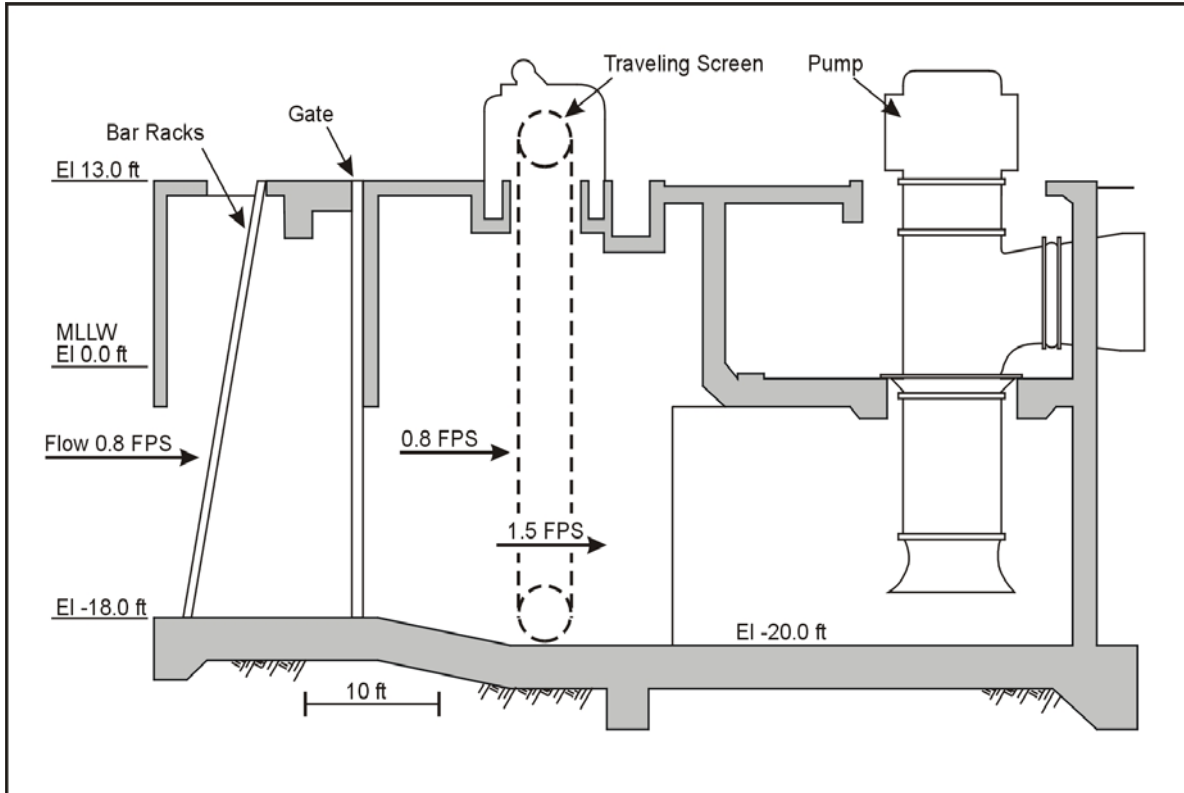 Traveling Screen
Pump
Gate
Bar Racks
El 13.0 ft
MLLW
El 0.0 ft
Flow 0.8 FPS
0.8 FPS
1.5 FPS
El -18.0 ft
El -20.0 ft
10 ft